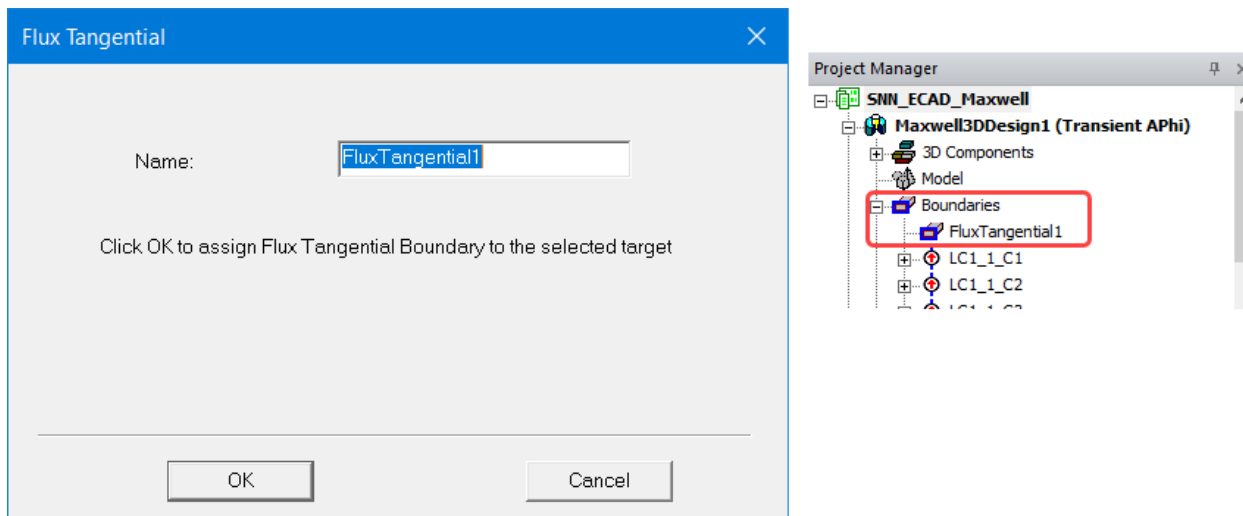 Flux Tangential
Name:
FluxTangential1
Click OK to assign Flux Tangential Boundary to the selected target
OK
Cancel
Project Manager
SNN_ECAD_Maxwell
Maxwell3DDesign1 (Transient APhi)
3D Components
Model
Boundaries
FluxTangential1
LC1_1_C1
LC1_1_C2